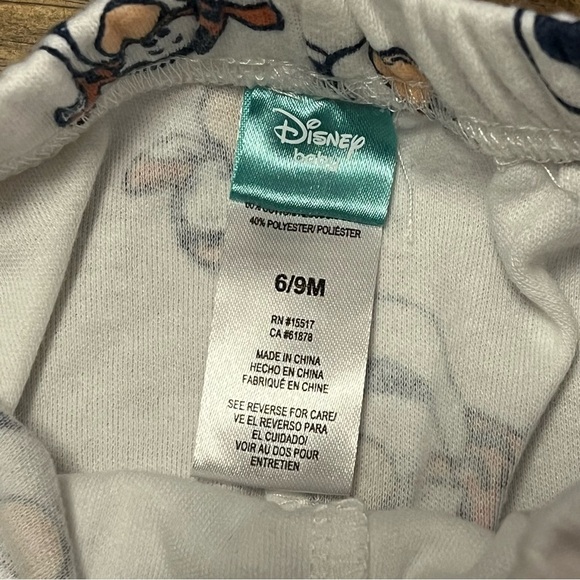 Disney
baby
40% POLYESTER/ POLIÉSTER
6/9M
RN #15517
CA #61878
MADE IN CHINA
HECHO EN CHINA
FABRIQUÉ EN CHINE
SEE REVERSE FOR CARE/
VE EL REVERSO PARA
EL CUIDADO/
VOIR AU DOS POUR
ENTRETIEN